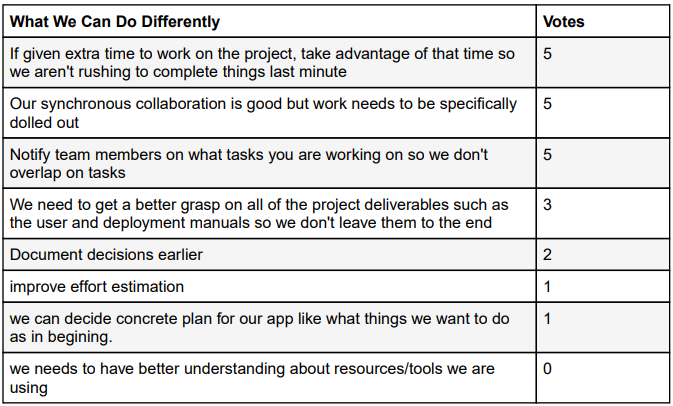 What We Can Do Differently Votes
If given extra time to work on the project, take advantage of that time so 5
we aren't rushing to complete things last minute
Our synchronous collaboration is good but work needs to be specifically 5
dolled out
Notify team members on what tasks you are working on so we don't 5
overlap on tasks
We need to get a better grasp on all of the project deliverables such as 3
the user and deployment manuals so we don't leave them to the end
Document decisions earlier 2
improve effort estimation 1
we can decide concrete plan for our app like what things we want to do 1
as in begining.
we needs to have better understanding about resources/tools we are 0
using